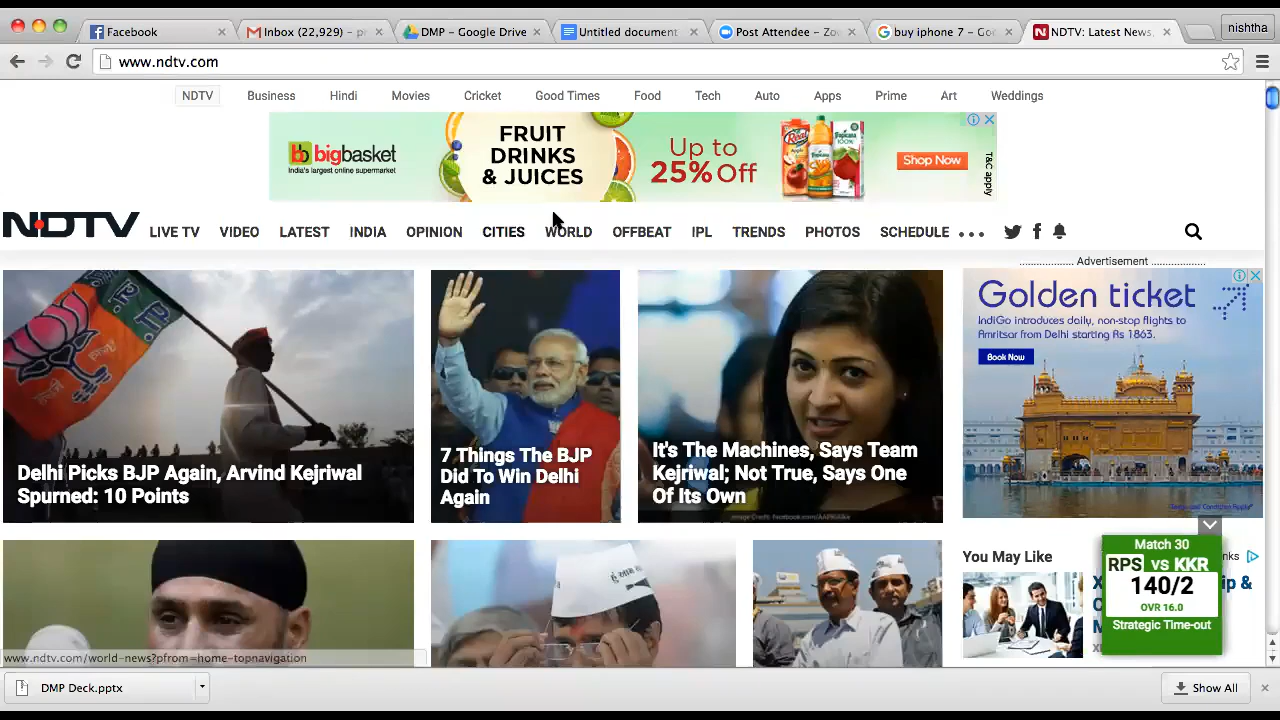 Facebook
Inbox (22,929) - p
DMP - Google Drive
Untitled document
Post Attendee - Zo
buy iphone 7 - Go
NDTV: Latest News,
nishtha
www.ndtv.com
NDTV Business Hindi Movies Cricket Good Times Food Tech Auto Apps Prime Art Weddings
bb bigbasket
India's largest online supermarket
FRUIT
DRINKS
& JUICES
Up to
25% Off
Real
Tropicana
100%
Shop Now
T&C apply
NDTV
LIVE TV VIDEO LATEST INDIA OPINION CITIES WORLD OFFBEAT IPL TRENDS PHOTOS SCHEDULE
Advertisement
Delhi Picks BJP Again, Arvind Kejriwal
Spurned: 10 Points
7 Things The BJP
Did To Win Delhi
Again
It's The Machines, Says Team
Kejriwal; Not True, Says One
Of Its Own
Golden ticket
IndiGo introduces daily, non-stop flights to
Amritsar from Delhi starting Rs 1863.
Book Now
You May Like
Match 30
RPS vs KKR
140/2
OVR 16.0
Strategic Time-out
www.ndtv.com/world-news?pfrom=home-topnavigation
DMP Deck.pptx
Show All